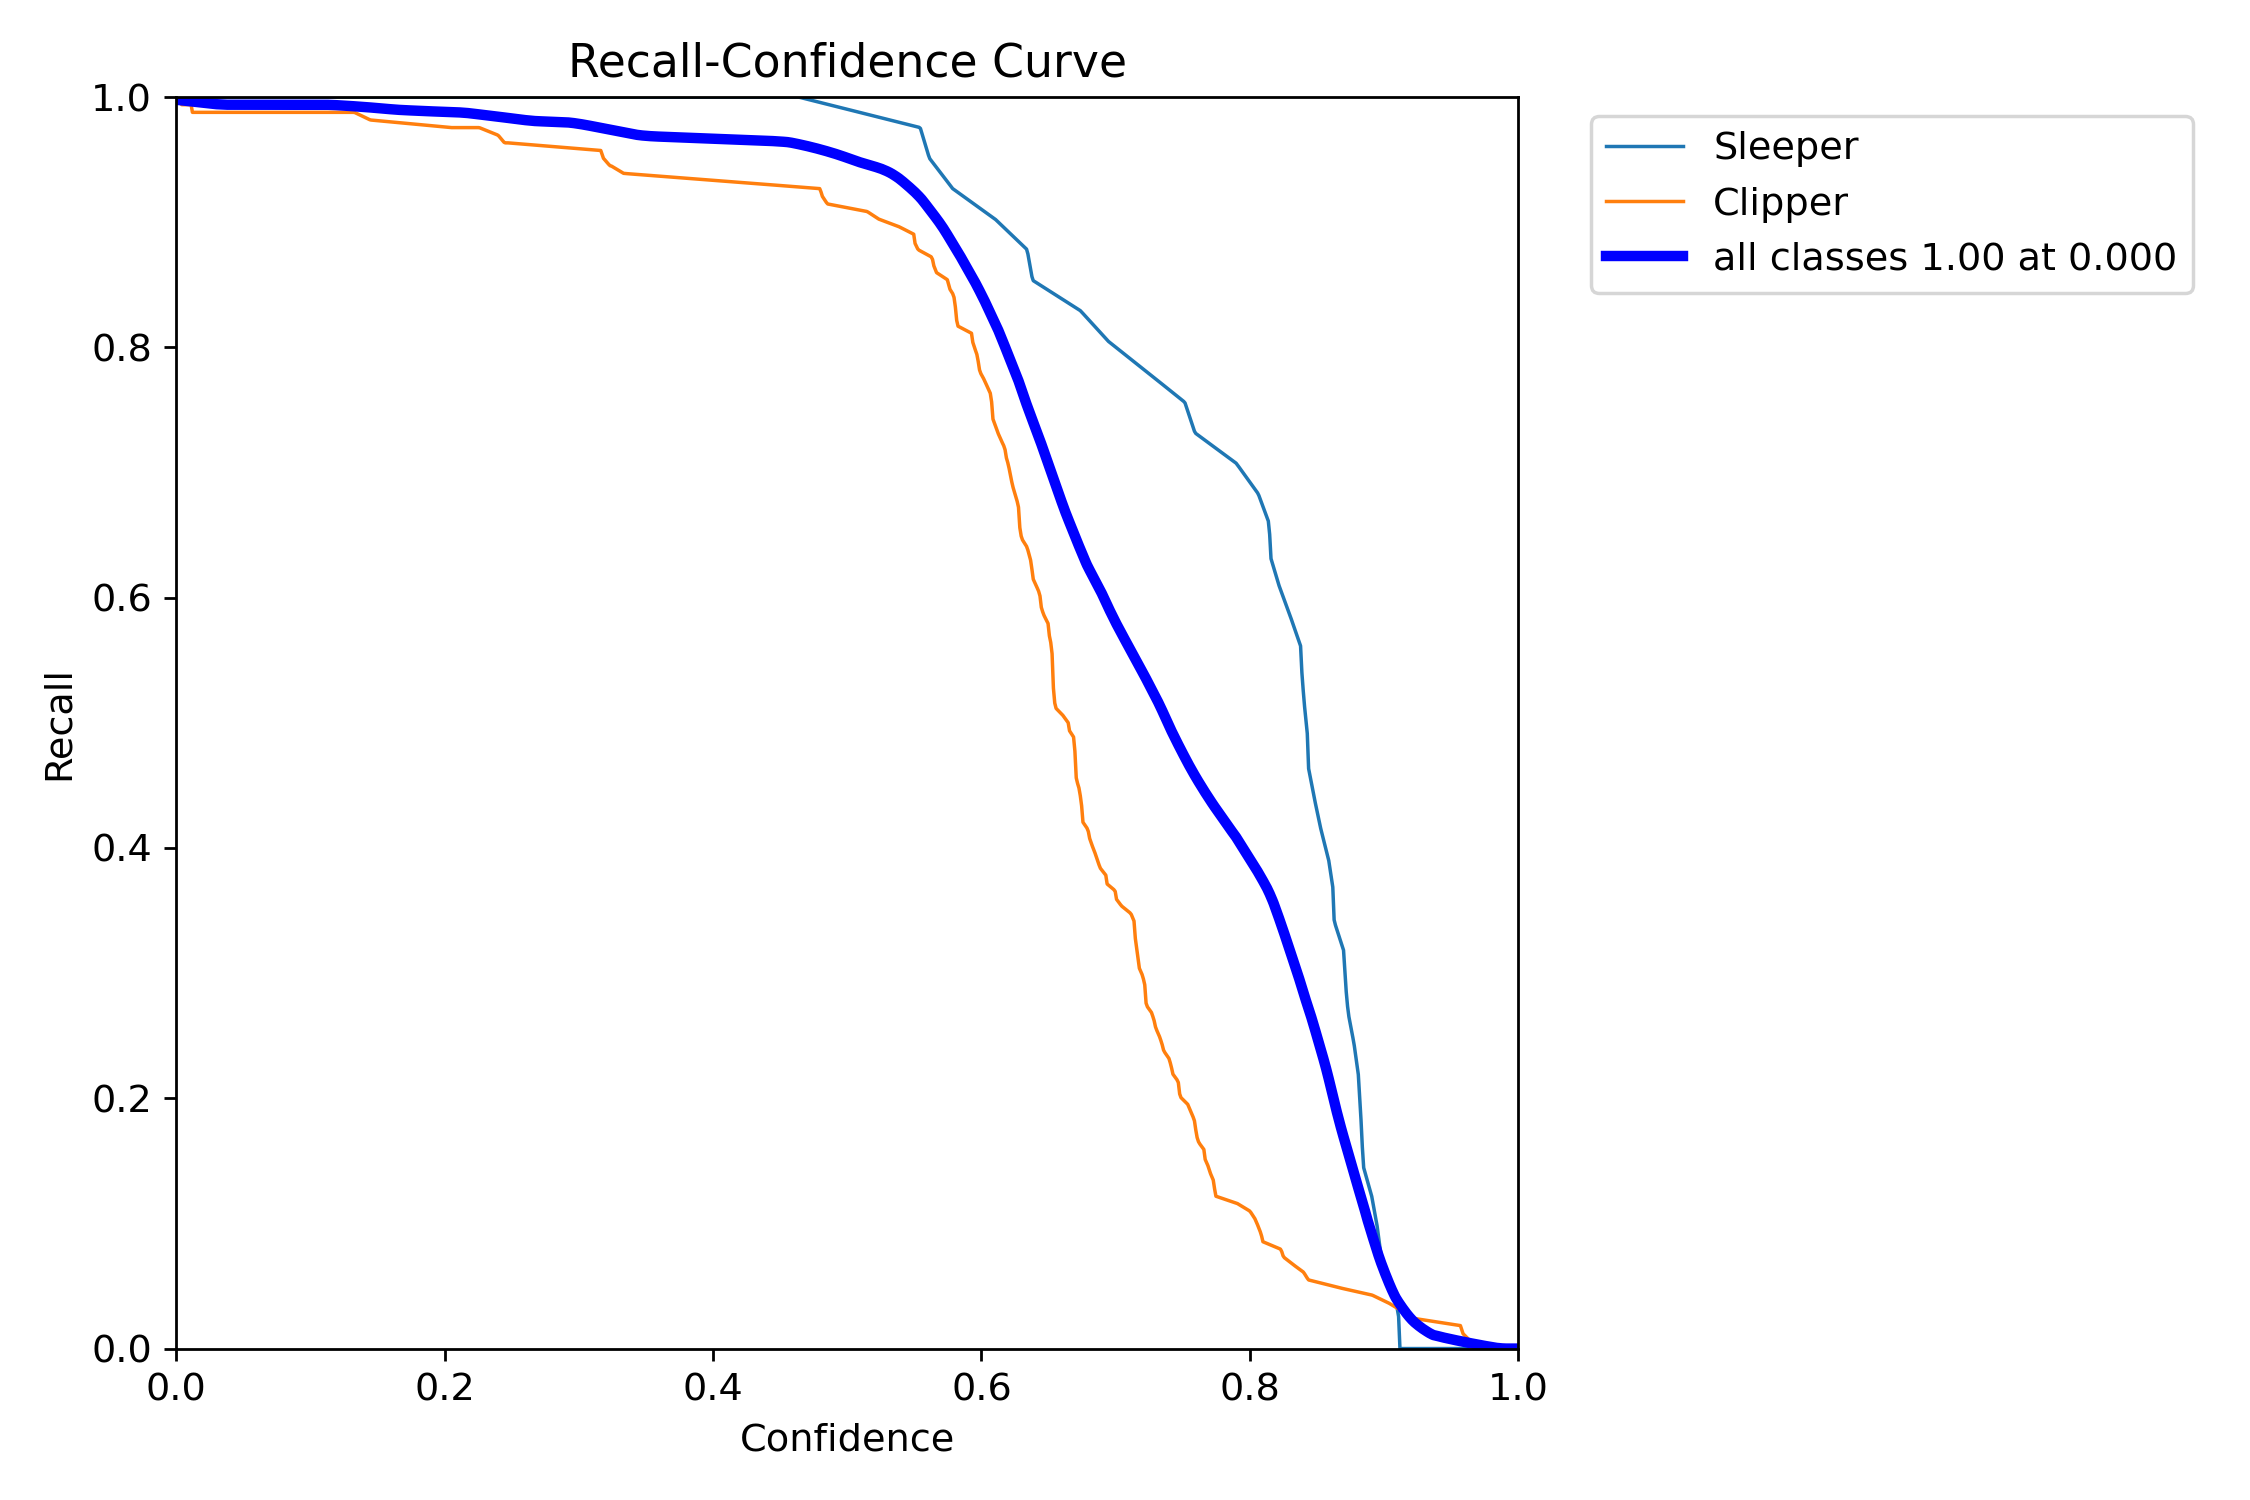 Recall-Confidence Curve
1.0
0.8
0.6
0.4
0.2
0.0
Recall
0.0 0.2 0.4 0.6 0.8 1.0
Confidence
Sleeper
Clipper
all classes 1.00 at 0.000